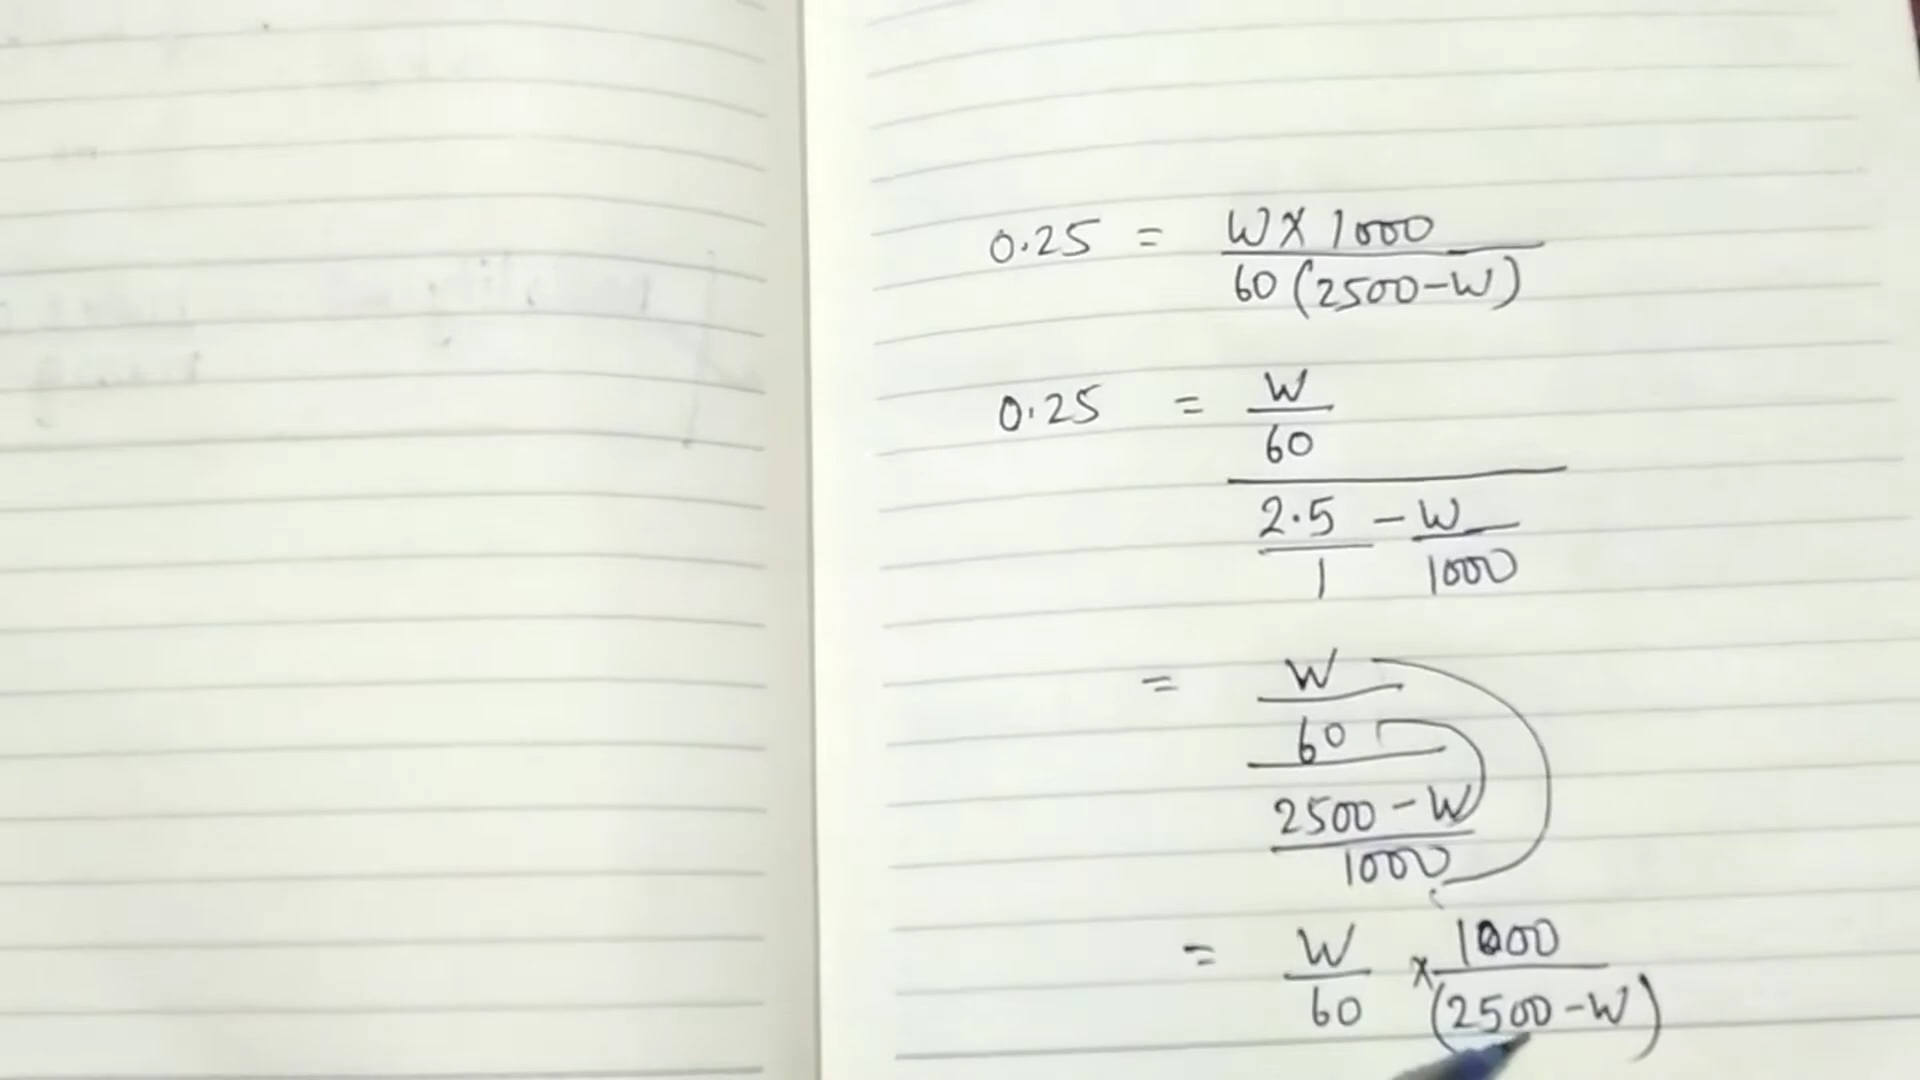 0.25 = W × 1000
60 (2500 - W)
0.25 = W
60
2.5 - W
1 1000
= W
60
2500 - W
1000
= W × 1000
60 (2500 - W)